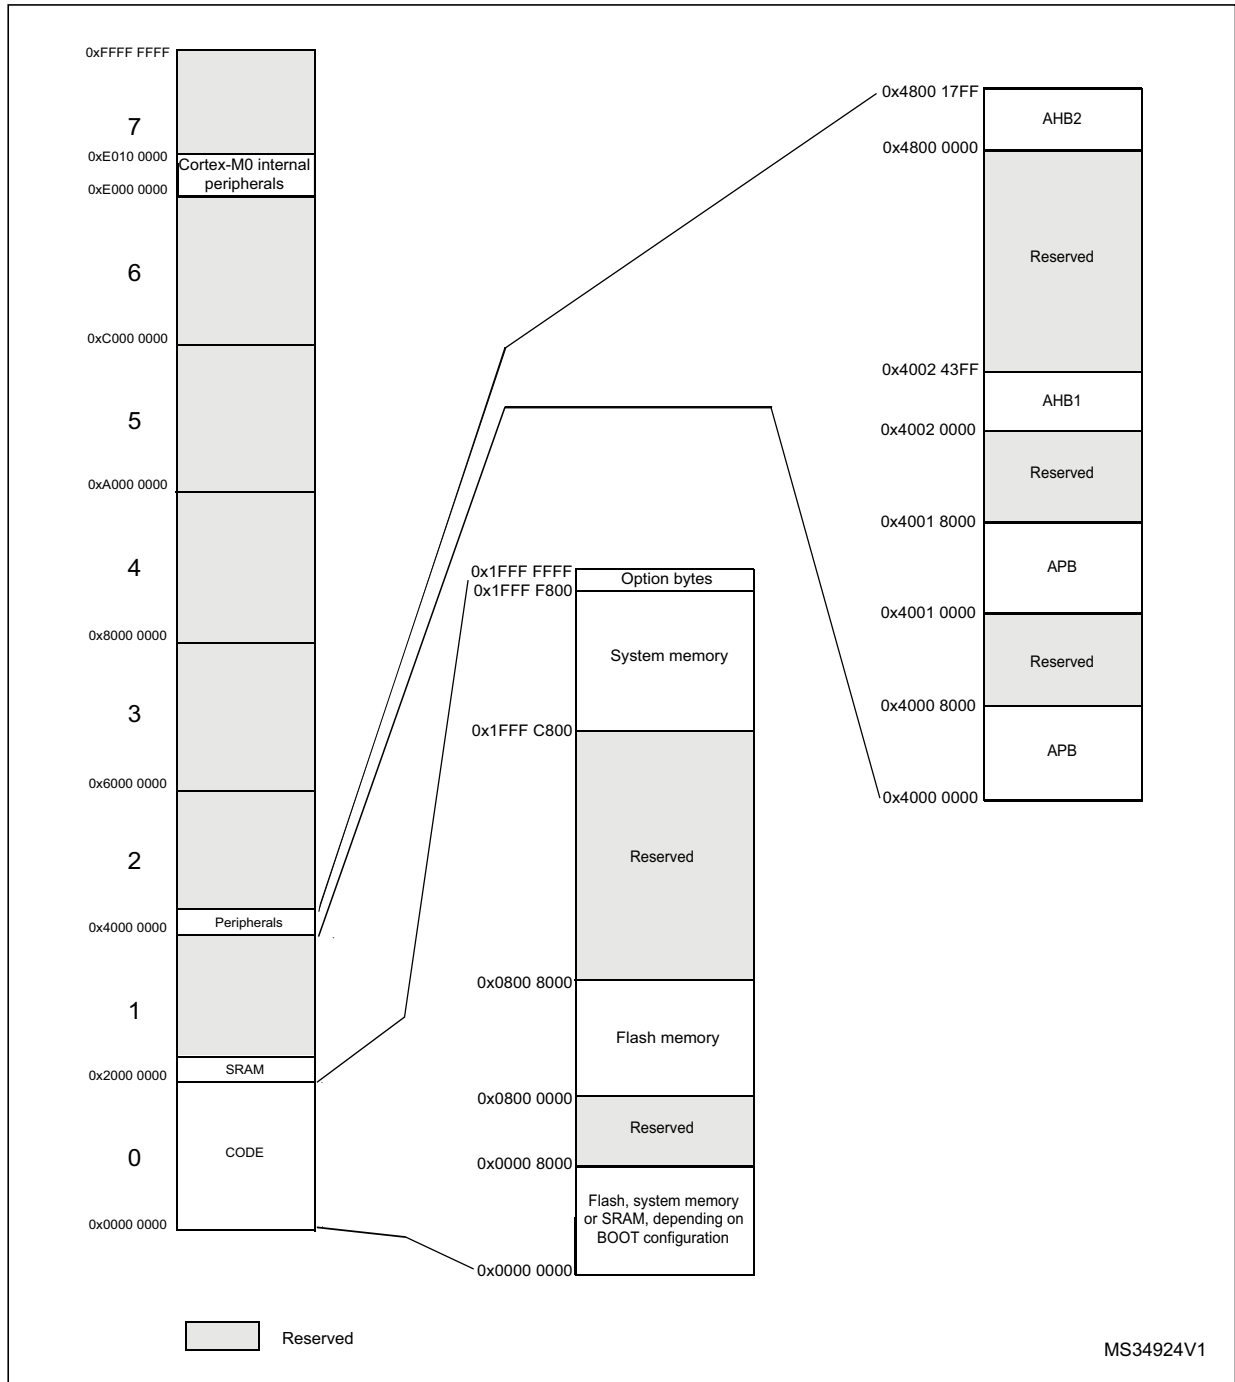 0xFFFF FFFF
7
0xE010 0000
Cortex-M0 internal
peripherals
0xE000 0000
6
0xC000 0000
5
0xA000 0000
4
0x8000 0000
3
0x6000 0000
2
Peripherals
0x4000 0000
1
SRAM
0x2000 0000
CODE
0
0x0000 0000
0x1FFF FFFF
Option bytes
0x1FFF F800
System memory
0x1FFF C800
Reserved
0x0800 8000
Flash memory
0x0800 0000
Reserved
0x0000 8000
Flash, system memory
or SRAM, depending on
BOOT configuration
0x0000 0000
0x4800 17FF
AHB2
0x4800 0000
Reserved
0x4002 43FF
AHB1
0x4002 0000
Reserved
0x4001 8000
APB
0x4001 0000
Reserved
0x4000 8000
APB
0x4000 0000
Reserved
MS34924V1